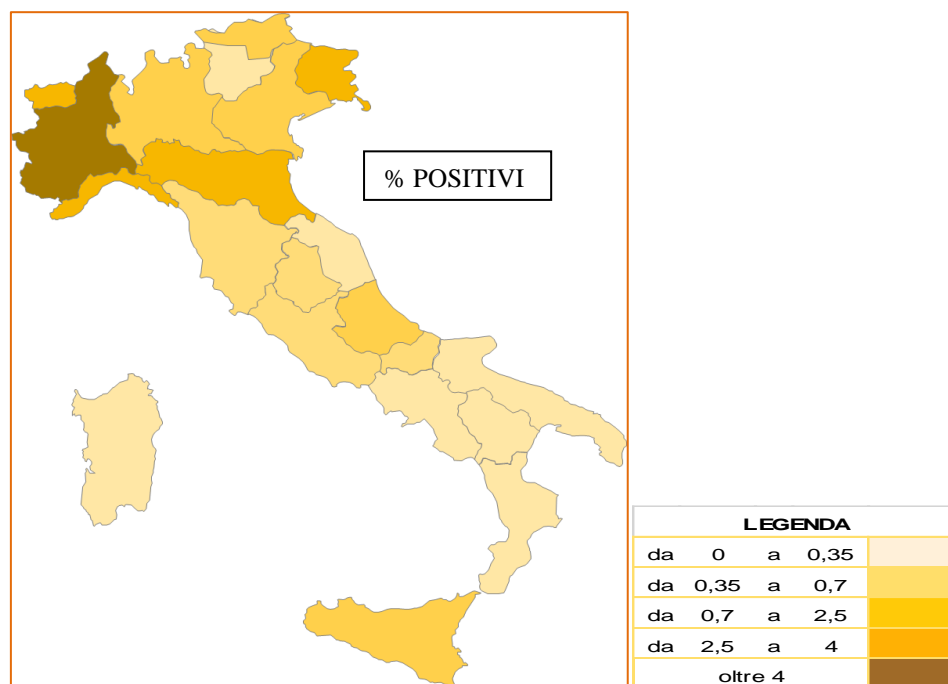 % POSITIVI
LEGENDA
da 0 a 0,35
da 0,35 a 0,7
da 0,7 a 2,5
da 2,5 a 4
oltre 4